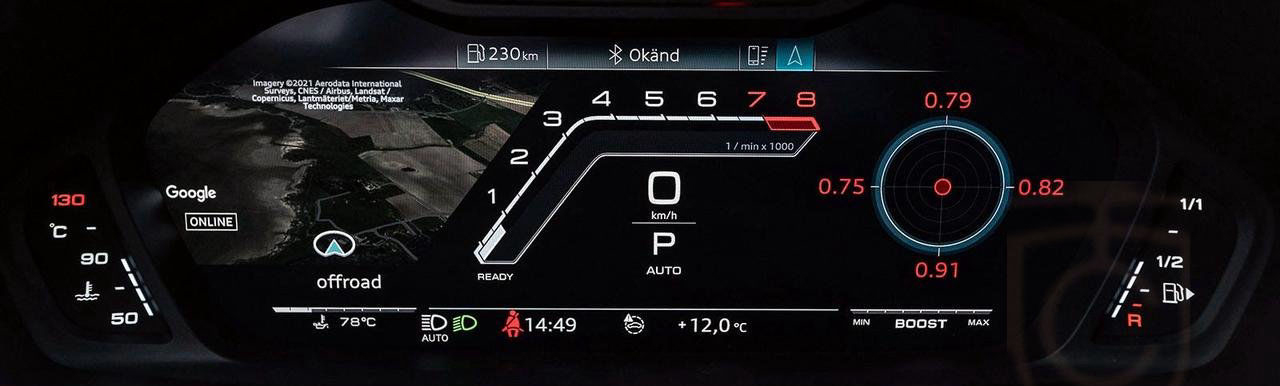 230 km
Okänd
Imagery ©2021 Aerodata International
Surveys, CNES / Airbus, Landsat /
Copernicus, Lantmäteriet/Metria, Maxar
Technologies
Google
ONLINE
offroad
130
°C
90
50
1
2
3
4 5 6 7 8
1 / min x 1000
0
km/h
P
AUTO
READY
0.79
0.75
0.82
0.91
1/1
1/2
R
78°C
AUTO
14:49
+12,0 °C
MIN BOOST MAX